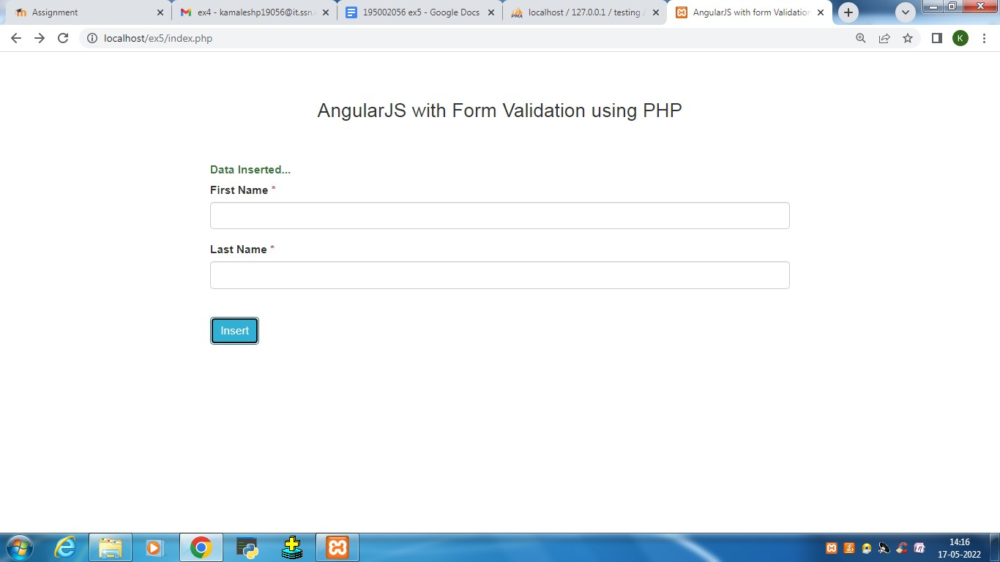 Assignment
ex4 - kamaleshp19056@it.ssn.
195002056 ex5 - Google Docs
localhost / 127.0.0.1 / testing /
AngularJS with form Validation
localhost/ex5/index.php
K
AngularJS with Form Validation using PHP
Data Inserted...
First Name *
Last Name *
Insert
14:16
17-05-2022